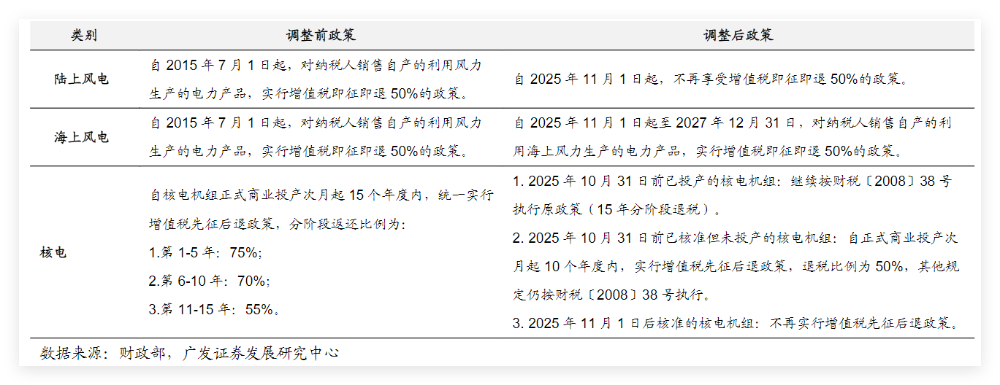 类别 调整前政策 调整后政策
陆上风电
自 2015 年 7 月 1 日起，对纳税人销售自产的利用风力
生产的电力产品，实行增值税即征即退 50%的政策。
自 2025 年 11 月 1 日起，不再享受增值税即征即退 50%的政策。
海上风电
自 2015 年 7 月 1 日起，对纳税人销售自产的利用风力
生产的电力产品，实行增值税即征即退 50%的政策。
自 2025 年 11 月 1 日起至 2027 年 12 月 31 日，对纳税人销售自产的利
用海上风力生产的电力产品，实行增值税即征即退 50%的政策。
核电
自核电机组正式商业投产次月起 15 个年度内，统一实行
增值税先征后退政策，分阶段返还比例为：
1.第 1-5 年：75%;
2.第 6-10 年：70%;
3.第 11-15 年：55%。
1. 2025 年 10 月 31 日前已投产的核电机组：继续按财税〔2008〕38 号
执行原政策（15 年分阶段退税）。
2. 2025 年 10 月 31 日前已核准但未投产的核电机组：自正式商业投产次
月起 10 个年度内，实行增值税先征后退政策，退税比例为 50%，其他规
定仍按财税〔2008〕38 号执行。
3. 2025 年 11 月 1 日后核准的核电机组：不再实行增值税先征后退政策。
数据来源：财政部，广发证券发展研究中心